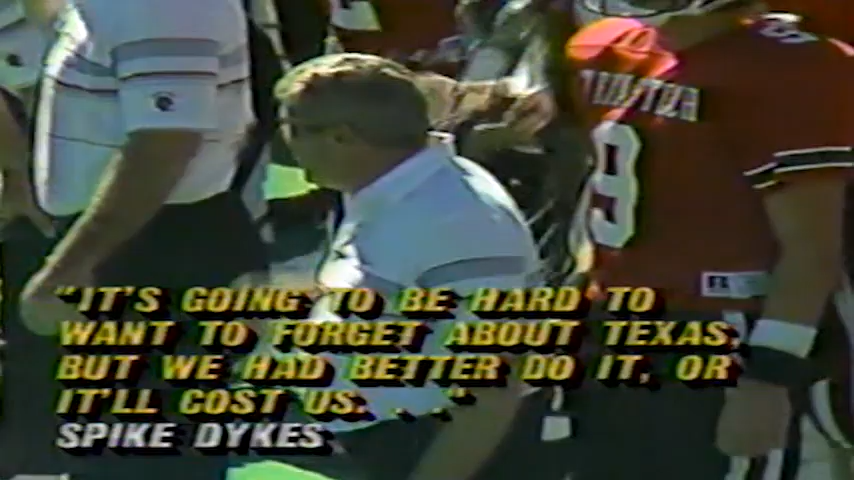 9
"IT'S GOING TO BE HARD TO
WANT TO FORGET ABOUT TEXAS,
BUT WE HAD BETTER DO IT, OR
IT'LL COST US. . ."
SPIKE DYKES